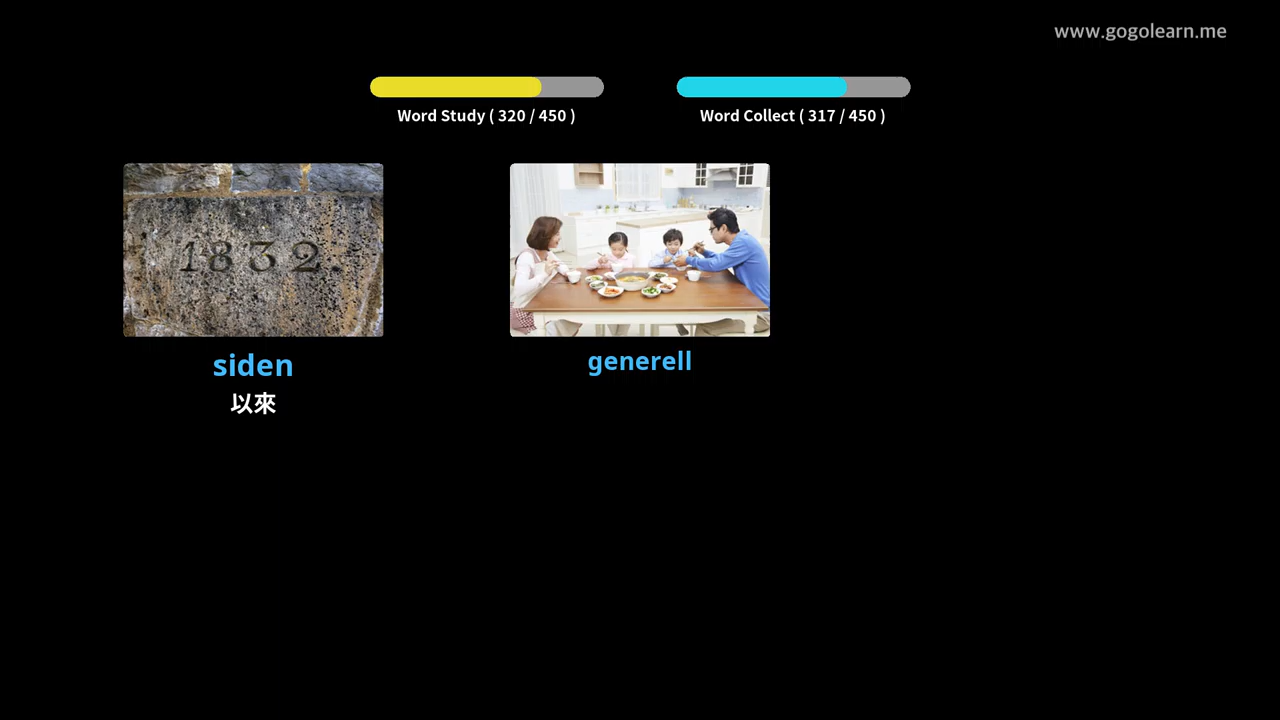 www.gogolearn.me
Word Study ( 320 / 450 )
Word Collect ( 317 / 450 )
1832.
siden
以來
generell